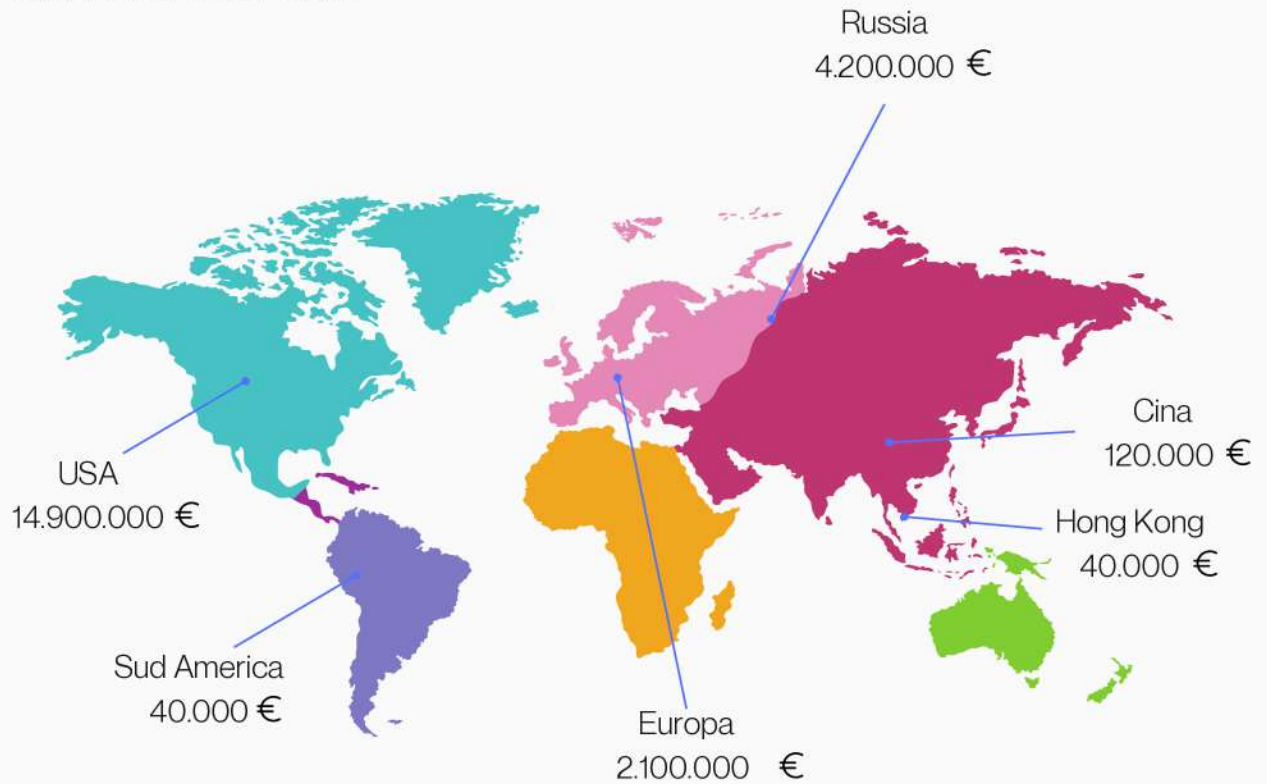 Russia
4.200.000 €
Cina
120.000 €
USA
14.900.000 €
Hong Kong
40.000 €
Sud America
40.000 €
Europa
2.100.000 €